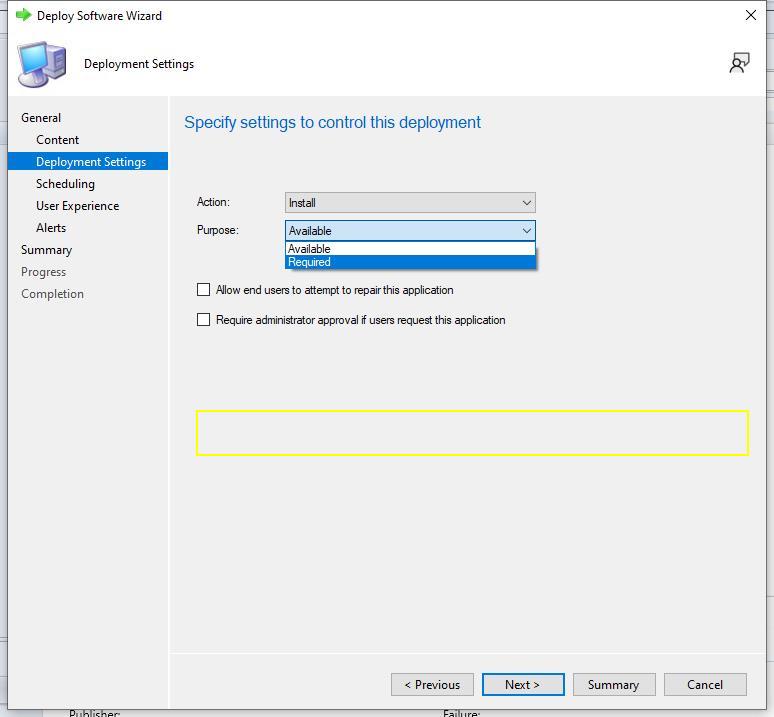 Deploy Software Wizard
Deployment Settings
General
Content
Deployment Settings
Scheduling
User Experience
Alerts
Summary
Progress
Completion
Specify settings to control this deployment
Action: Install
Purpose: Available
Available
Required
Allow end users to attempt to repair this application
Require administrator approval if users request this application
< Previous Next > Summary Cancel
Publisher: Failure: